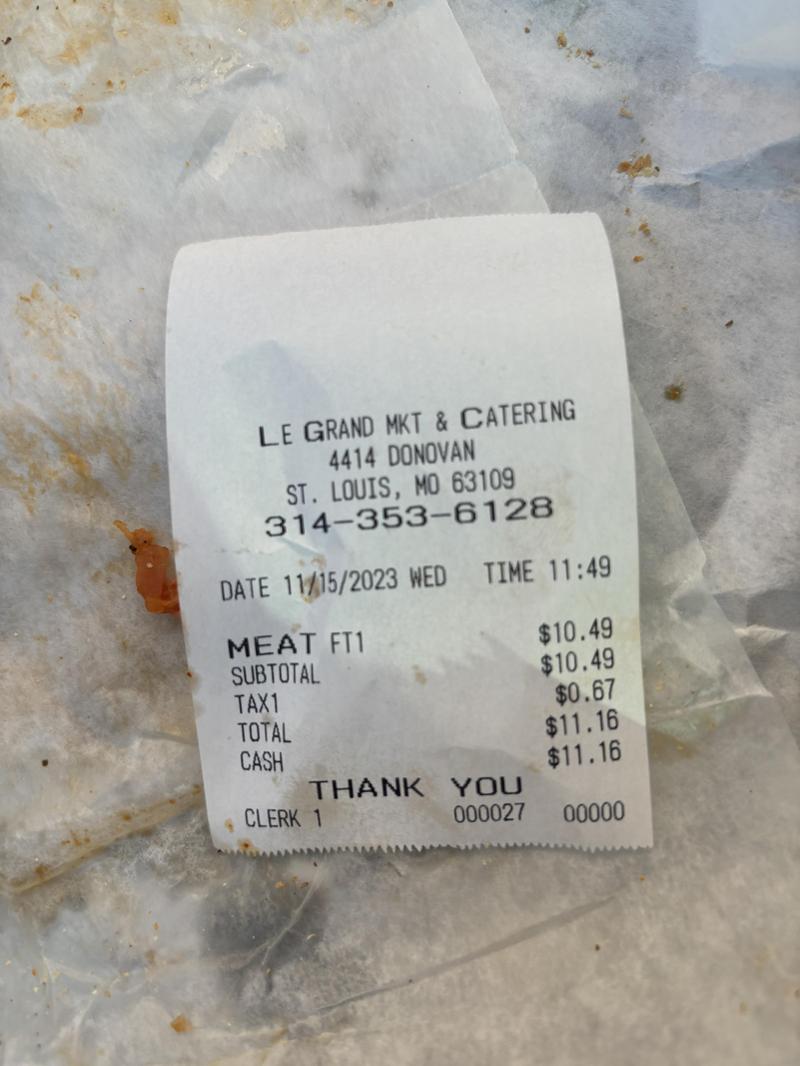 LE GRAND MKT & CATERING
4414 DONOVAN
ST. LOUIS, MO 63109
314-353-6128
DATE 11/15/2023 WED TIME 11:49
MEAT FT1 $10.49
SUBTOTAL $10.49
TAX1 $0.67
TOTAL $11.16
CASH $11.16
THANK YOU
CLERK 1 000027 00000